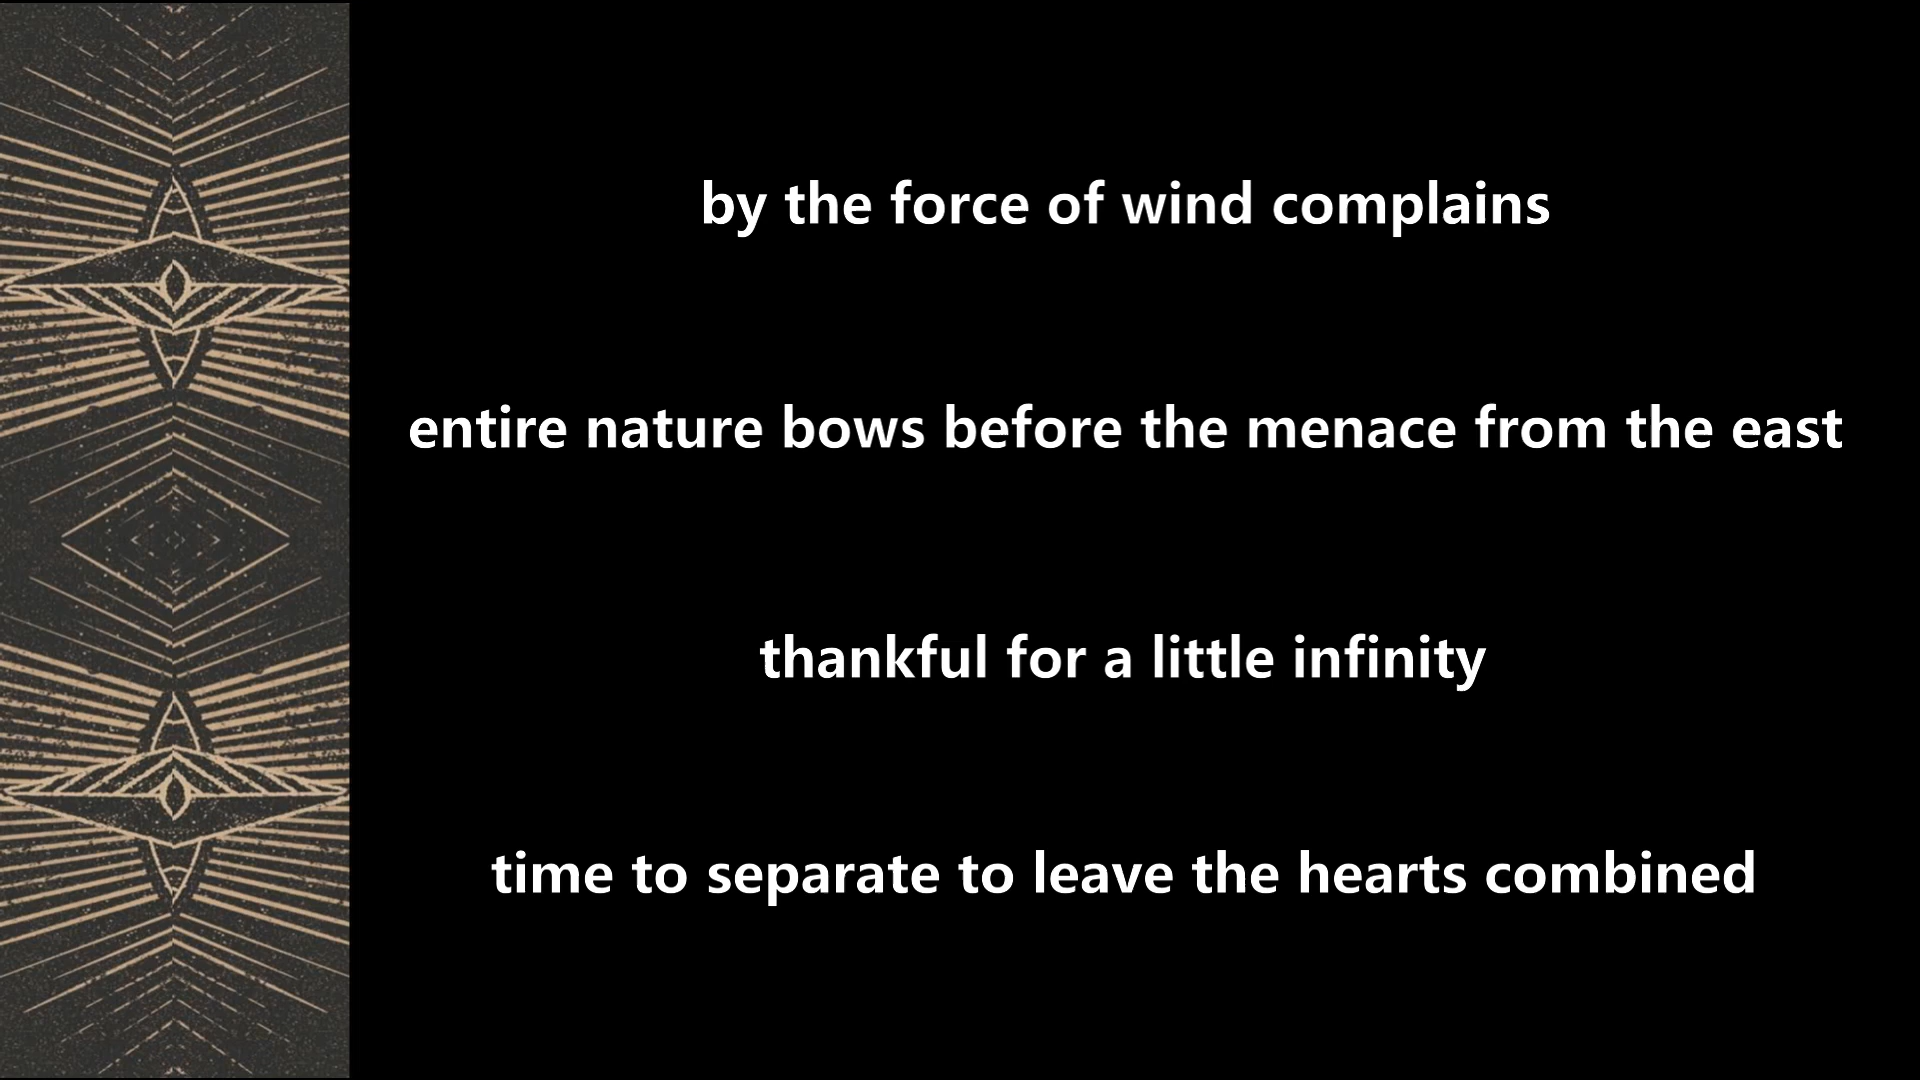 by the force of wind complains
entire nature bows before the menace from the east
thankful for a little infinity
time to separate to leave the hearts combined